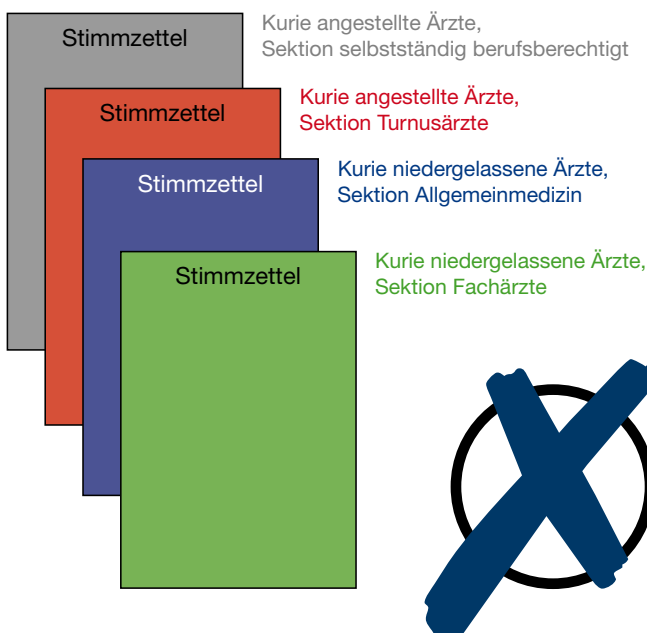 Stimmzettel
Kurie angestellte Ärzte,
Sektion selbstständig berufsberechtigt
Stimmzettel
Kurie angestellte Ärzte,
Sektion Turnusärzte
Stimmzettel
Kurie niedergelassene Ärzte,
Sektion Allgemeinmedizin
Stimmzettel
Kurie niedergelassene Ärzte,
Sektion Fachärzte